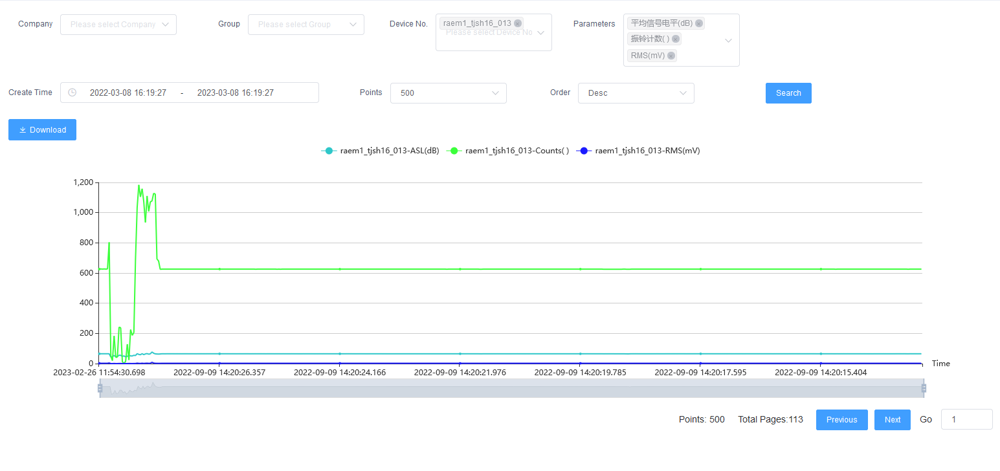 Company Please select Company Group Please select Group Device No. raem1_tjsh16_013 Please select Device No Parameters 平均信号电平(dB)
振铃计数( )
RMS(mV)
Create Time 2022-03-08 16:19:27 - 2023-03-08 16:19:27 Points 500 Order Desc Search
Download
raem1_tjsh16_013-ASL(dB) raem1_tjsh16_013-Counts( ) raem1_tjsh16_013-RMS(mV)
1,200
1,000
800
600
400
200
0
Time
2023-02-26 11:54:30.698 2022-09-09 14:20:26.357 2022-09-09 14:20:24.166 2022-09-09 14:20:21.976 2022-09-09 14:20:19.785 2022-09-09 14:20:17.595 2022-09-09 14:20:15.404
Points: 500 Total Pages:113 Previous Next Go 1